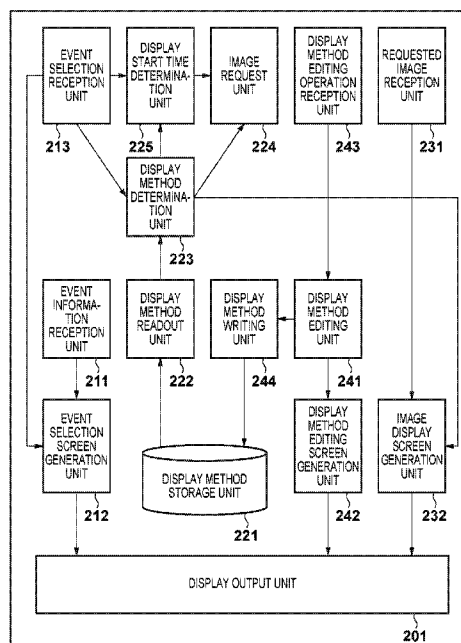 EVENT
SELECTION
RECEPTION
UNIT
213
DISPLAY
START TIME
DETERMINA-
TION
UNIT
225
IMAGE
REQUEST
UNIT
224
DISPLAY
METHOD
EDITING
OPERATION
RECEPTION
UNIT
243
REQUESTED
IMAGE
RECEPTION
UNIT
231
DISPLAY
METHOD
DETERMINA-
TION
UNIT
223
EVENT
INFORMA-
TION
RECEPTION
UNIT
211
DISPLAY
METHOD
READOUT
UNIT
222
DISPLAY
METHOD
WRITING
UNIT
244
DISPLAY
METHOD
EDITING
UNIT
241
EVENT
SELECTION
SCREEN
GENERATION
UNIT
212
DISPLAY METHOD
STORAGE UNIT
221
DISPLAY
METHOD
EDITING
SCREEN
GENERATION
UNIT
242
IMAGE
DISPLAY
SCREEN
GENERATION
UNIT
232
DISPLAY OUTPUT UNIT
201